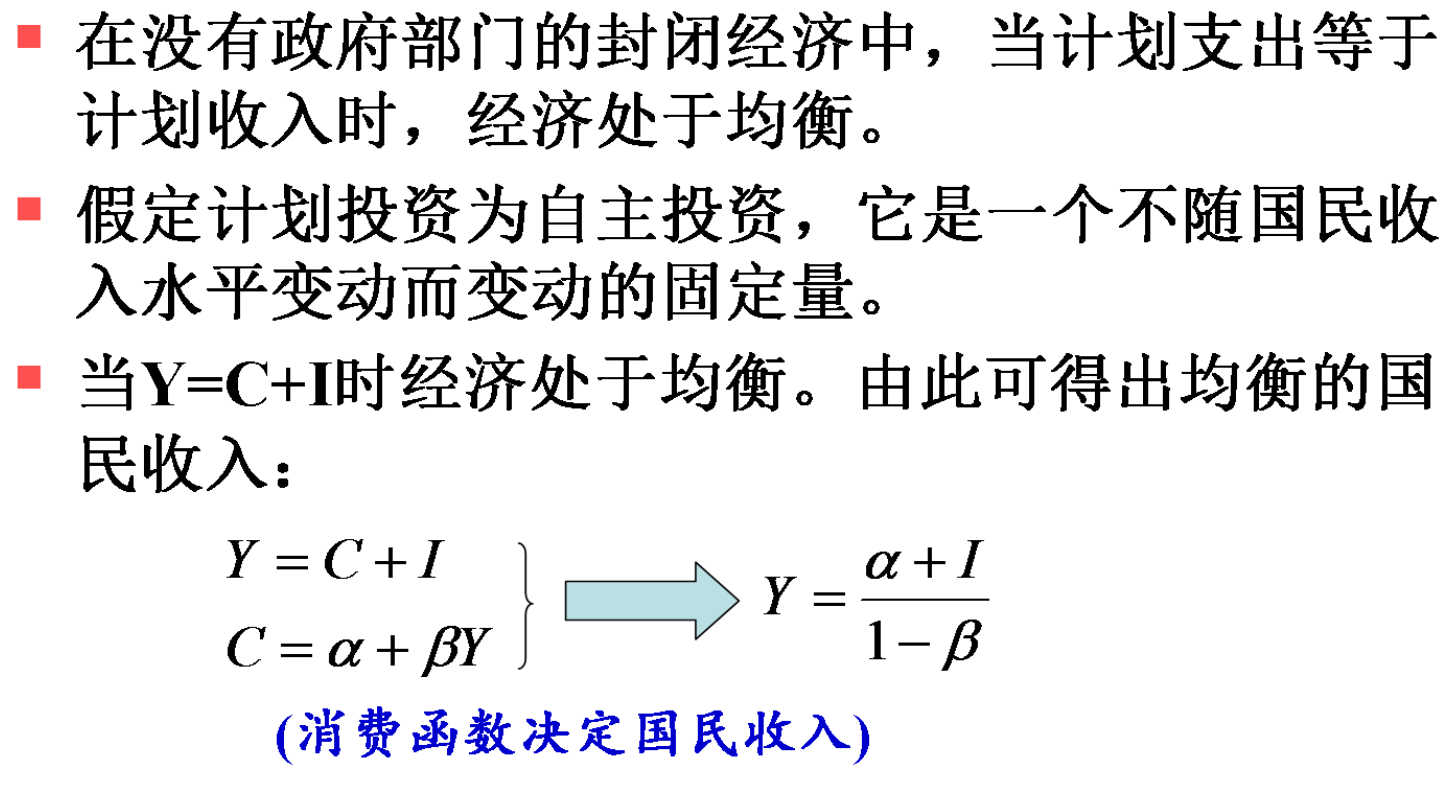 在没有政府部门的封闭经济中，当计划支出等于
计划收入时，经济处于均衡。
假定计划投资为自主投资，它是一个不随国民收
入水平变动而变动的固定量。
当Y=C+I时经济处于均衡。由此可得出均衡的国
民收入：
Y = C + I
C = α + βY
Y = (α + I) / (1 − β)
(消费函数决定国民收入)